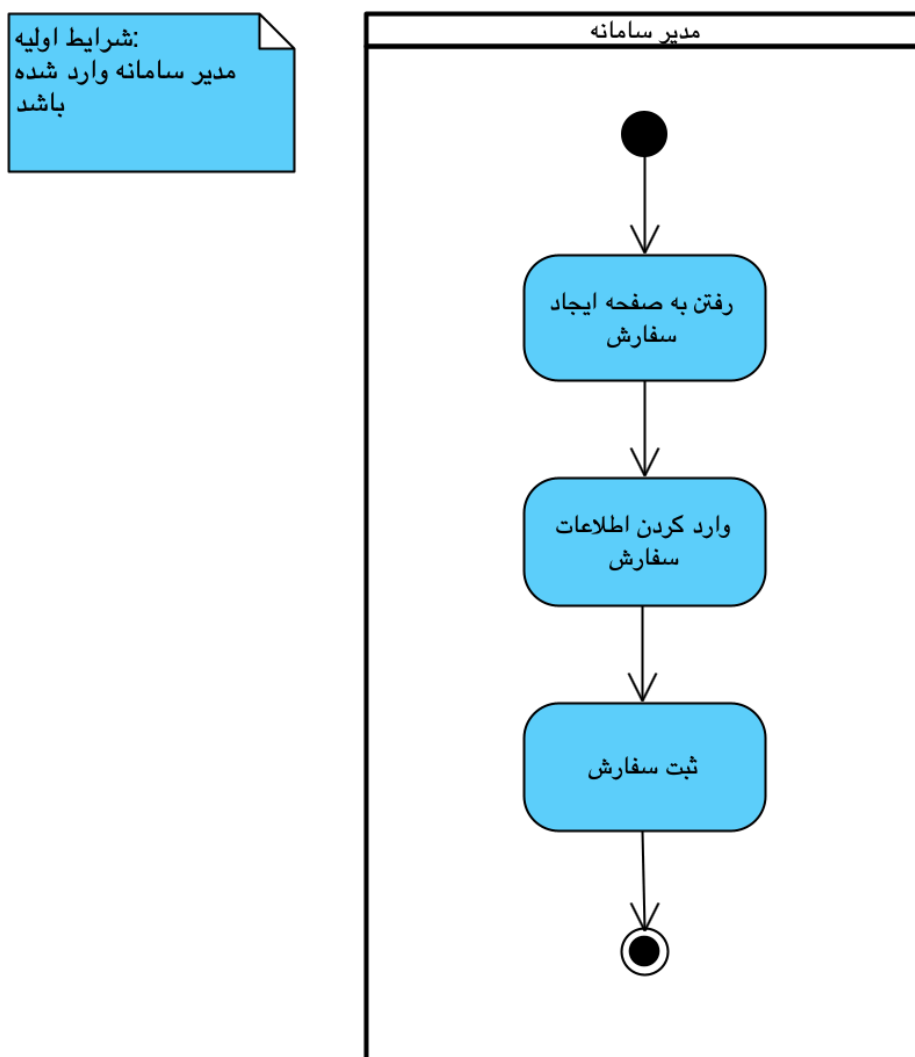 شرایط اولیه:
مدیر سامانه وارد شده
باشد
مدیر سامانه
رفتن به صفحه ایجاد
سفارش
وارد کردن اطلاعات
سفارش
ثبت سفارش